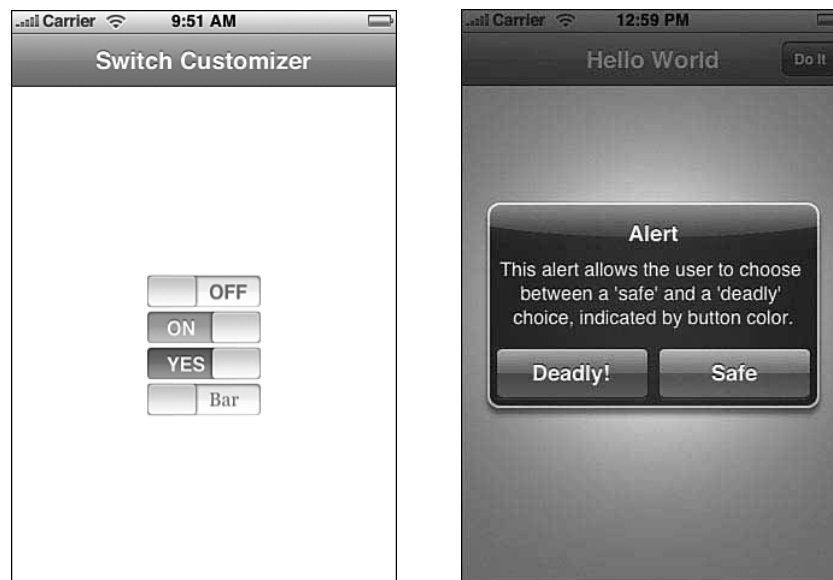 Carrier 9:51 AM
Switch Customizer
OFF
ON
YES
Bar
Carrier 12:59 PM
Hello World
Do It
Alert
This alert allows the user to choose
between a 'safe' and a 'deadly'
choice, indicated by button color.
Deadly!
Safe